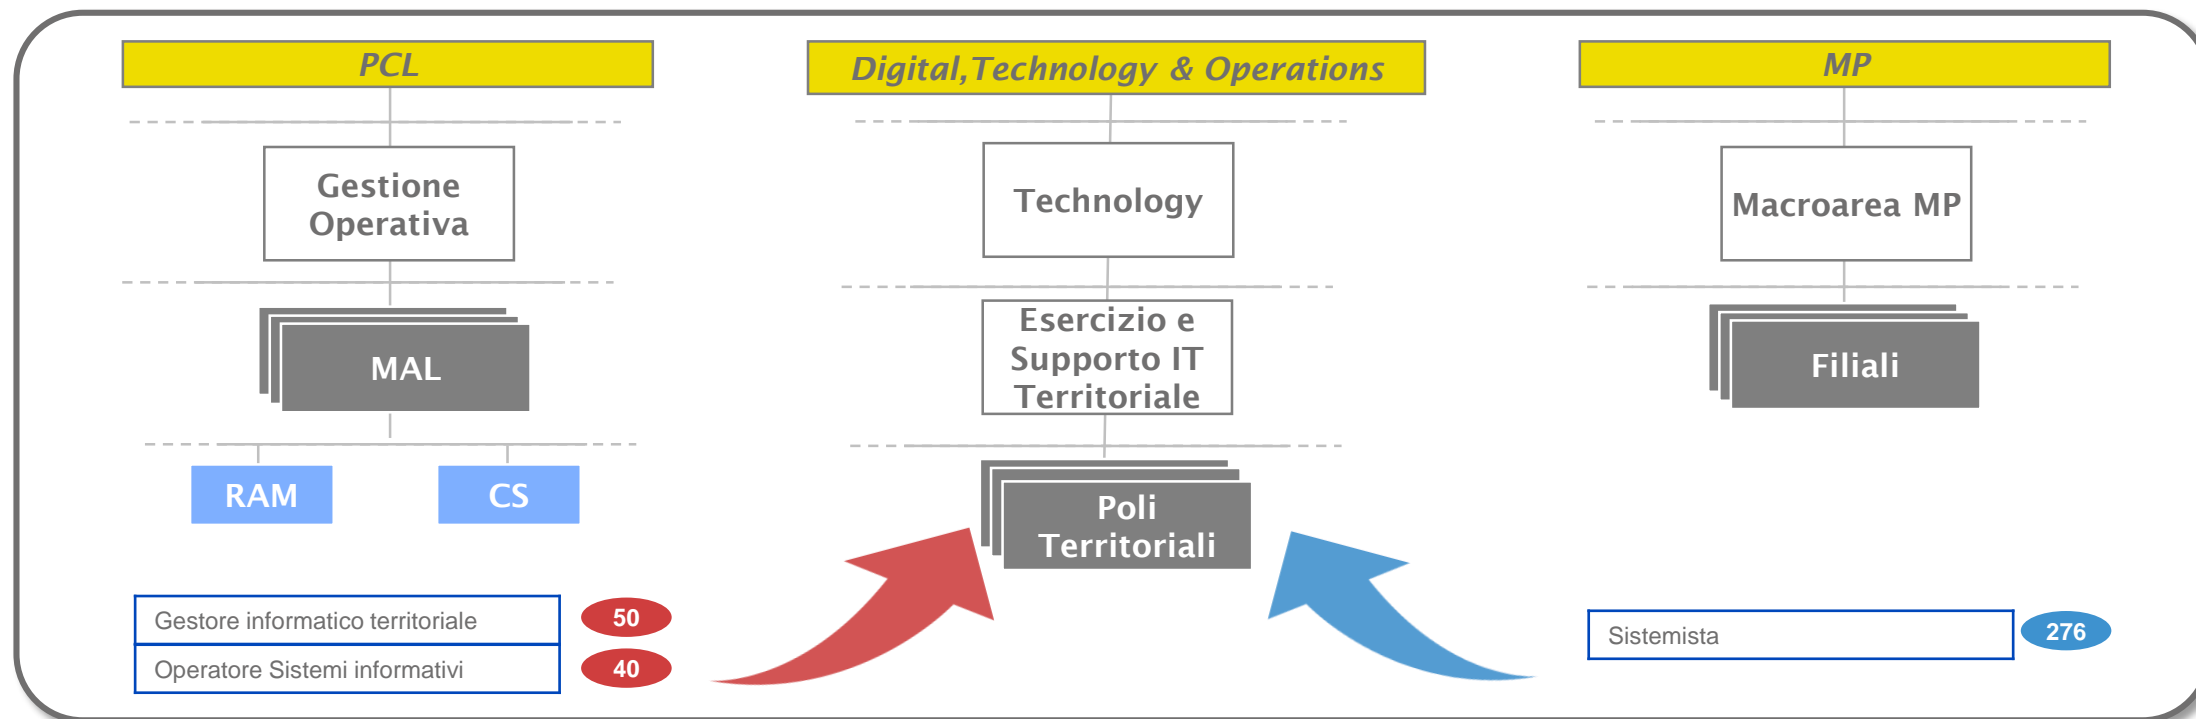 PCL
Gestione
Operativa
MAL
RAM
CS
Gestore informatico territoriale
50
Operatore Sistemi informativi
40
Digital,Technology & Operations
Technology
Esercizio e
Supporto IT
Territoriale
Poli
Territoriali
MP
Macroarea MP
Filiali
Sistemista
276